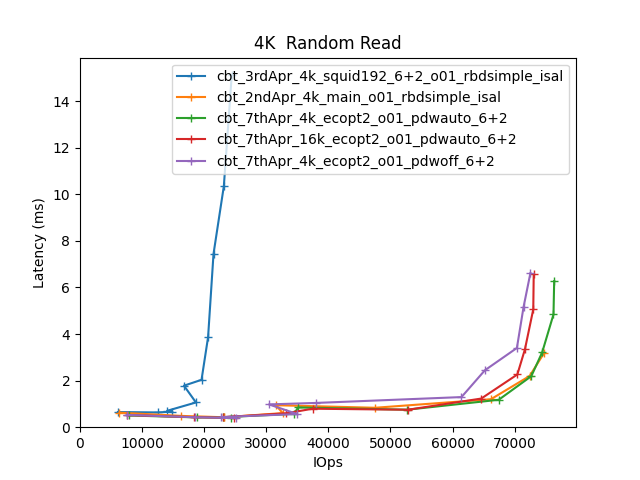 4K  Random Read
cbt_3rdApr_4k_squid192_6+2_o01_rbdsimple_isal
cbt_2ndApr_4k_main_o01_rbdsimple_isal
cbt_7thApr_4k_ecopt2_o01_pdwauto_6+2
cbt_7thApr_16k_ecopt2_o01_pdwauto_6+2
cbt_7thApr_4k_ecopt2_o01_pdwoff_6+2
Latency (ms)
14
12
10
8
6
4
2
0
0 10000 20000 30000 40000 50000 60000 70000
IOps